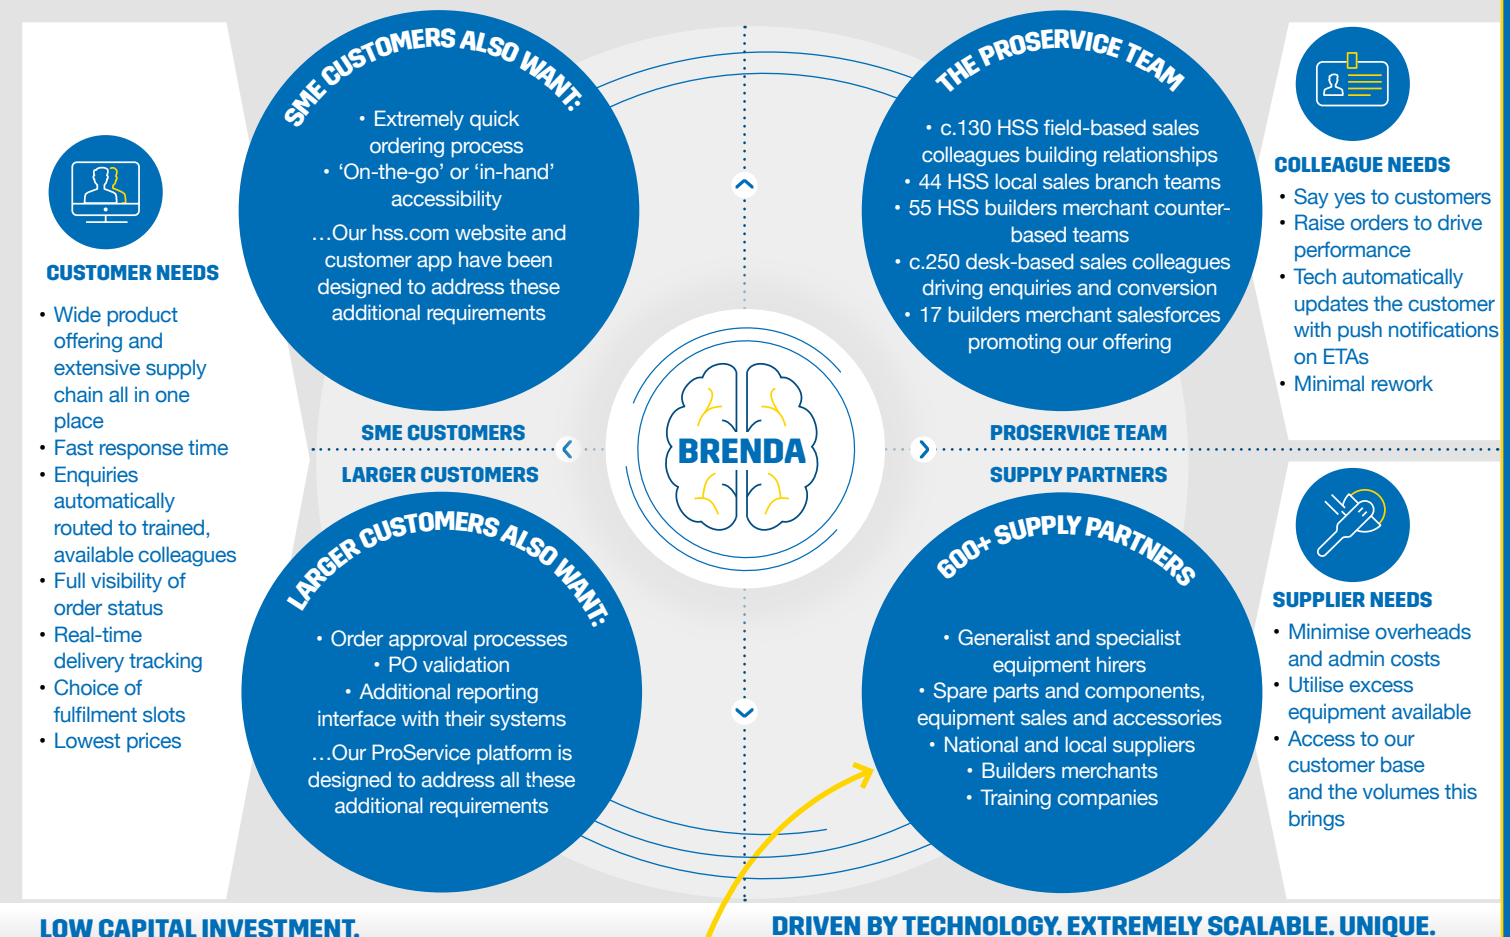 CUSTOMER NEEDS
• Wide product
offering and
extensive supply
chain all in one
place
• Fast response time
• Enquiries
automatically
routed to trained,
available colleagues
• Full visibility of
order status
• Real-time
delivery tracking
• Choice of
fulfilment slots
• Lowest prices
SME CUSTOMERS ALSO WANT:
• Extremely quick
ordering process
• ‘On-the-go’ or ‘in-hand’
accessibility
…Our hss.com website and
customer app have been
designed to address these
additional requirements
SME CUSTOMERS
LARGER CUSTOMERS
LARGER CUSTOMERS ALSO WANT:
• Order approval processes
• PO validation
• Additional reporting
interface with their systems
…Our ProService platform is
designed to address all these
additional requirements
BRENDA
THE PROSERVICE TEAM
• c.130 HSS field-based sales
colleagues building relationships
• 44 HSS local sales branch teams
• 55 HSS builders merchant counter-
based teams
• c.250 desk-based sales colleagues
driving enquiries and conversion
• 17 builders merchant salesforces
promoting our offering
PROSERVICE TEAM
SUPPLY PARTNERS
600+ SUPPLY PARTNERS
• Generalist and specialist
equipment hirers
• Spare parts and components,
equipment sales and accessories
• National and local suppliers
• Builders merchants
• Training companies
COLLEAGUE NEEDS
• Say yes to customers
• Raise orders to drive
performance
• Tech automatically
updates the customer
with push notifications
on ETAs
• Minimal rework
SUPPLIER NEEDS
• Minimise overheads
and admin costs
• Utilise excess
equipment available
• Access to our
customer base
and the volumes this
brings
LOW CAPITAL INVESTMENT.
DRIVEN BY TECHNOLOGY. EXTREMELY SCALABLE. UNIQUE.